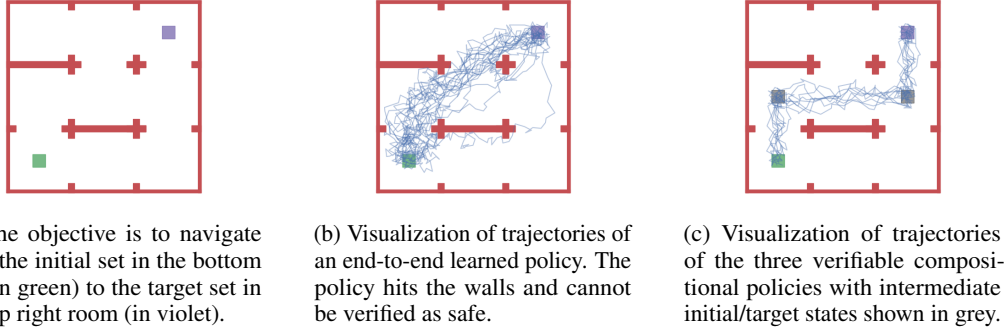 he objective is to navigate
the initial set in the bottom
n green) to the target set in
p right room (in violet).
(b) Visualization of trajectories of
an end-to-end learned policy. The
policy hits the walls and cannot
be verified as safe.
(c) Visualization of trajectories
of the three verifiable composi-
tional policies with intermediate
initial/target states shown in grey.